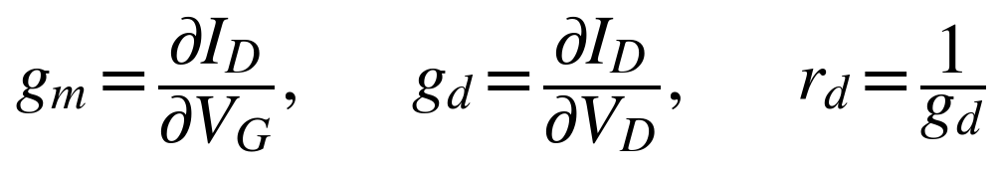 g_m = ∂I_D/∂V_G, g_d = ∂I_D/∂V_D, r_d = 1/g_d